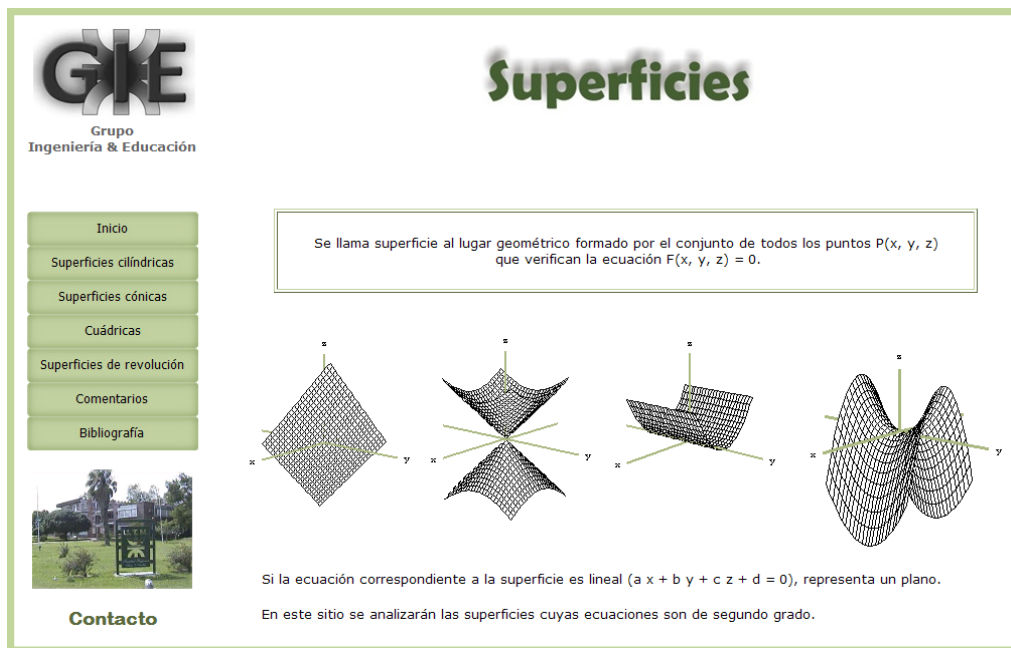 GIE
Grupo
Ingeniería & Educación
Superficies
Inicio
Superficies cilíndricas
Superficies cónicas
Cuádricas
Superficies de revolución
Comentarios
Bibliografía
Contacto
Se llama superficie al lugar geométrico formado por el conjunto de todos los puntos P(x, y, z)
que verifican la ecuación F(x, y, z) = 0.
z
x
y
z
x
y
z
x
y
z
x
y
Si la ecuación correspondiente a la superficie es lineal (a x + b y + c z + d = 0), representa un plano.
En este sitio se analizarán las superficies cuyas ecuaciones son de segundo grado.